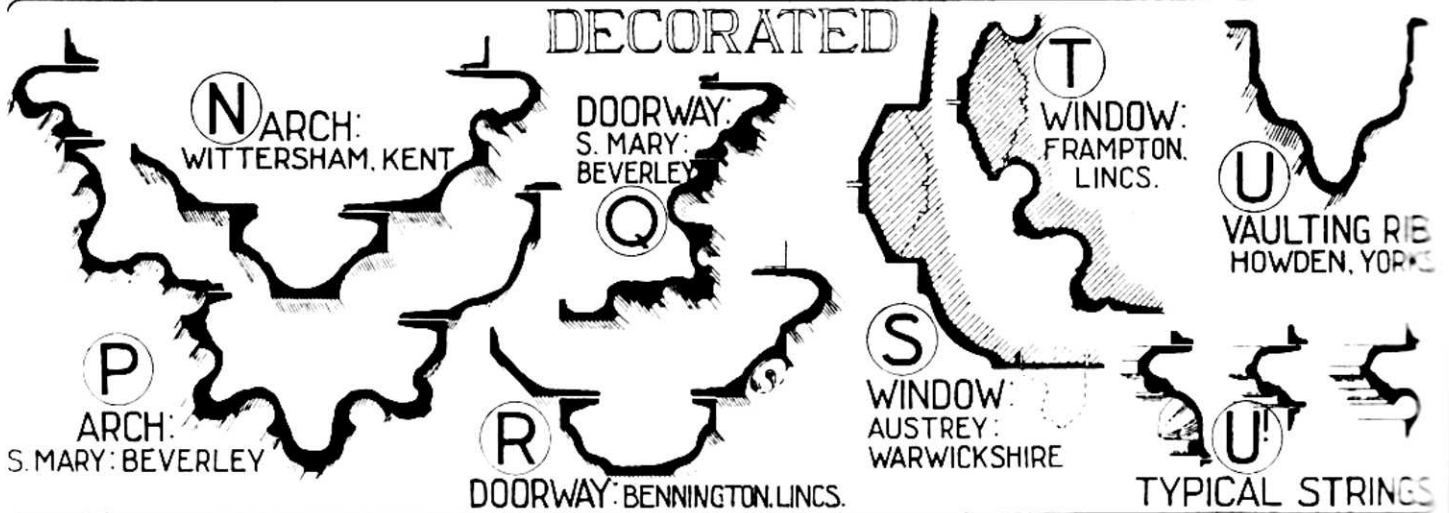 DECORATED
N
ARCH:
WITTERSHAM, KENT
DOORWAY:
S. MARY:
BEVERLEY
Q
T
WINDOW:
FRAMPTON,
LINCS.
U
VAULTING RIB
HOWDEN, YORKS
P
ARCH:
S. MARY: BEVERLEY
R
DOORWAY: BENNINGTON, LINCS.
S
WINDOW:
AUSTREY:
WARWICKSHIRE
U!
TYPICAL STRINGS